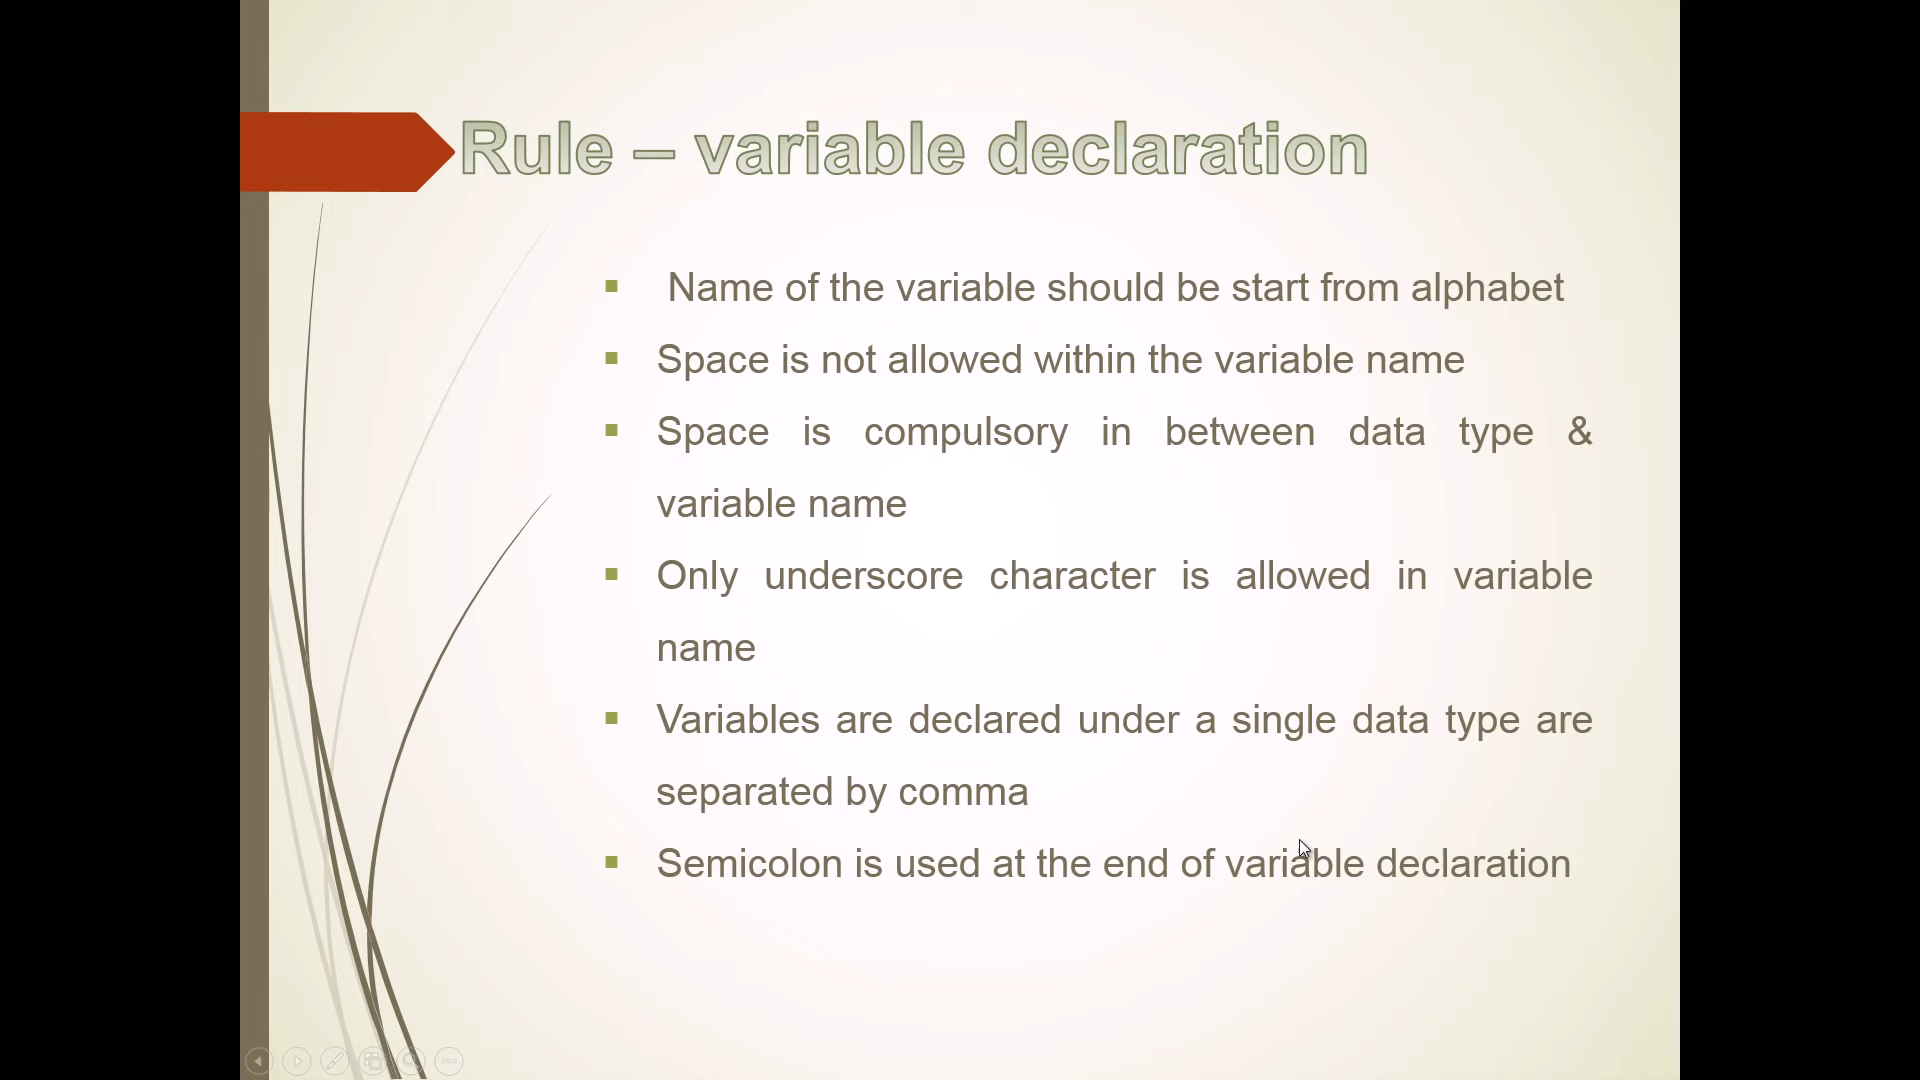 Rule – variable declaration
Name of the variable should be start from alphabet
Space is not allowed within the variable name
Space is compulsory in between data type &
variable name
Only underscore character is allowed in variable
name
Variables are declared under a single data type are
separated by comma
Semicolon is used at the end of variable declaration